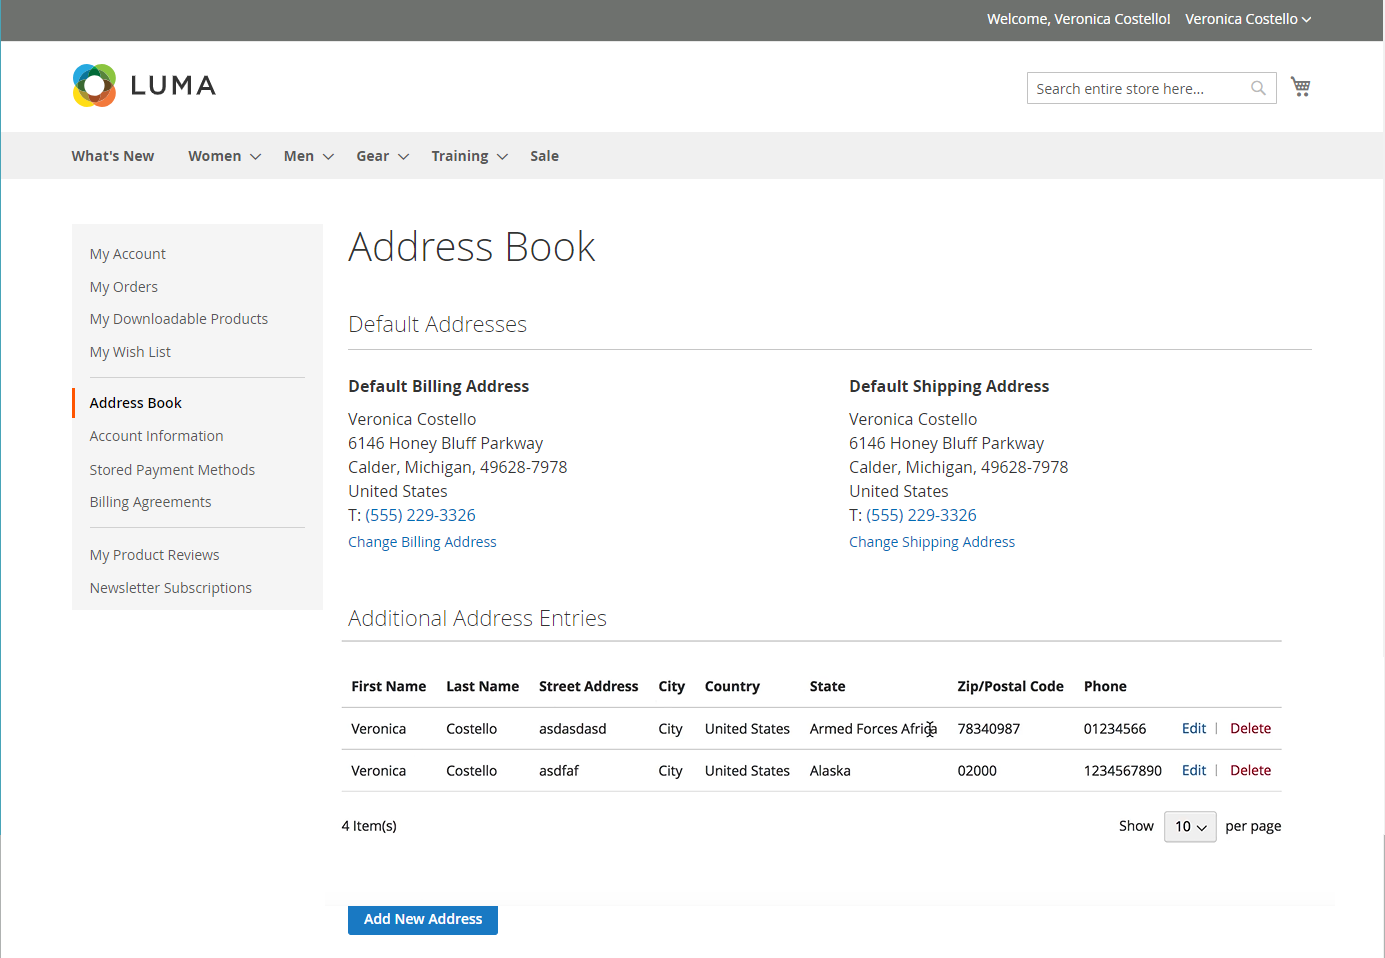 Welcome, Veronica Costello! Veronica Costello
LUMA
Search entire store here...
What's New Women Men Gear Training Sale
My Account
My Orders
My Downloadable Products
My Wish List
Address Book
Account Information
Stored Payment Methods
Billing Agreements
My Product Reviews
Newsletter Subscriptions
Address Book
Default Addresses
Default Billing Address
Veronica Costello
6146 Honey Bluff Parkway
Calder, Michigan, 49628-7978
United States
T: (555) 229-3326
Change Billing Address
Default Shipping Address
Veronica Costello
6146 Honey Bluff Parkway
Calder, Michigan, 49628-7978
United States
T: (555) 229-3326
Change Shipping Address
Additional Address Entries
First Name Last Name Street Address City Country State Zip/Postal Code Phone
Veronica Costello asdasdasd City United States Armed Forces Africa 78340987 01234566 Edit | Delete
Veronica Costello asdfaf City United States Alaska 02000 1234567890 Edit | Delete
4 Item(s) Show 10 per page
Add New Address